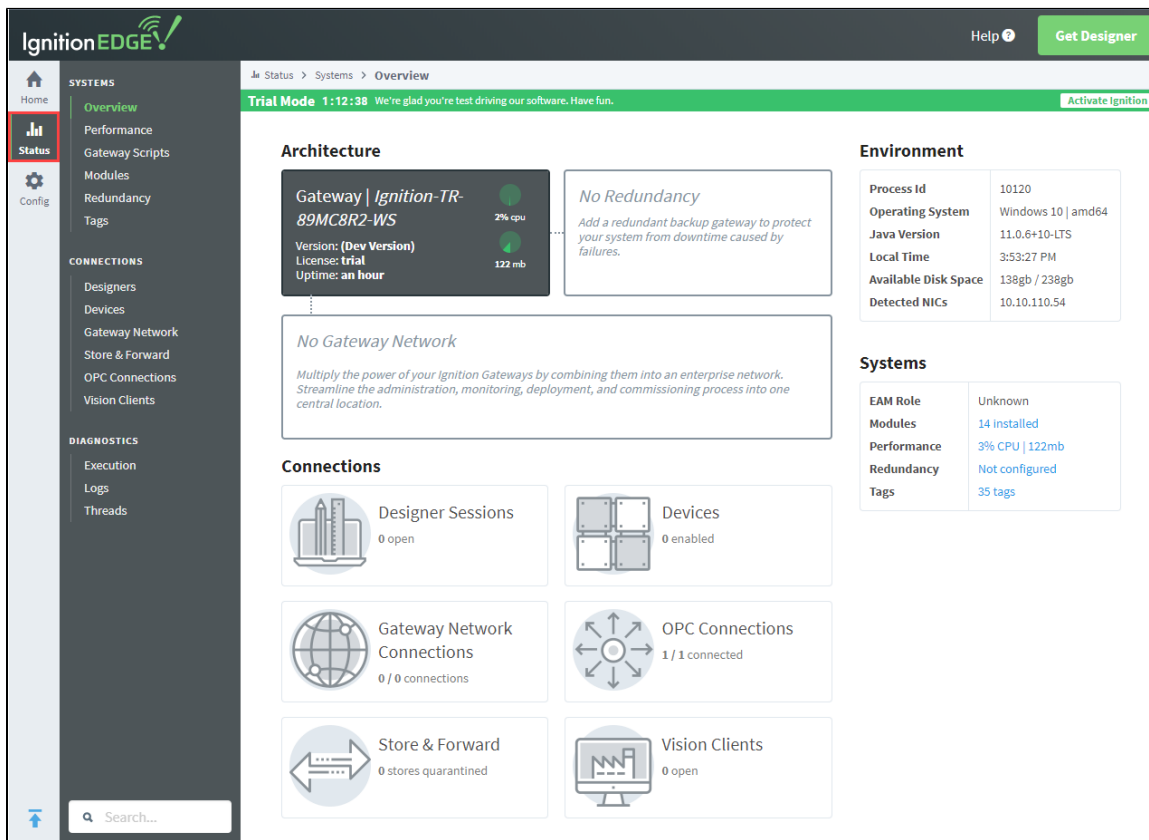 Ignition EDGE
Help ?
Get Designer
Home
Status
Config
SYSTEMS
Overview
Performance
Gateway Scripts
Modules
Redundancy
Tags
CONNECTIONS
Designers
Devices
Gateway Network
Store & Forward
OPC Connections
Vision Clients
DIAGNOSTICS
Execution
Logs
Threads
Search...
Status > Systems > Overview
Trial Mode 1:12:38 We're glad you're test driving our software. Have fun.
Activate Ignition
Architecture
Gateway | Ignition-TR-
89MC8R2-WS
Version: (Dev Version)
License: trial
Uptime: an hour
2% cpu
122 mb
No Redundancy
Add a redundant backup gateway to protect
your system from downtime caused by
failures.
No Gateway Network
Multiply the power of your Ignition Gateways by combining them into an enterprise network.
Streamline the administration, monitoring, deployment, and commissioning process into one
central location.
Connections
Designer Sessions
0 open
Devices
0 enabled
Gateway Network
Connections
0 / 0 connections
OPC Connections
1 / 1 connected
Store & Forward
0 stores quarantined
Vision Clients
0 open
Environment
Process Id 10120
Operating System Windows 10 | amd64
Java Version 11.0.6+10-LTS
Local Time 3:53:27 PM
Available Disk Space 138gb / 238gb
Detected NICs 10.10.110.54
Systems
EAM Role Unknown
Modules 14 installed
Performance 3% CPU | 122mb
Redundancy Not configured
Tags 35 tags